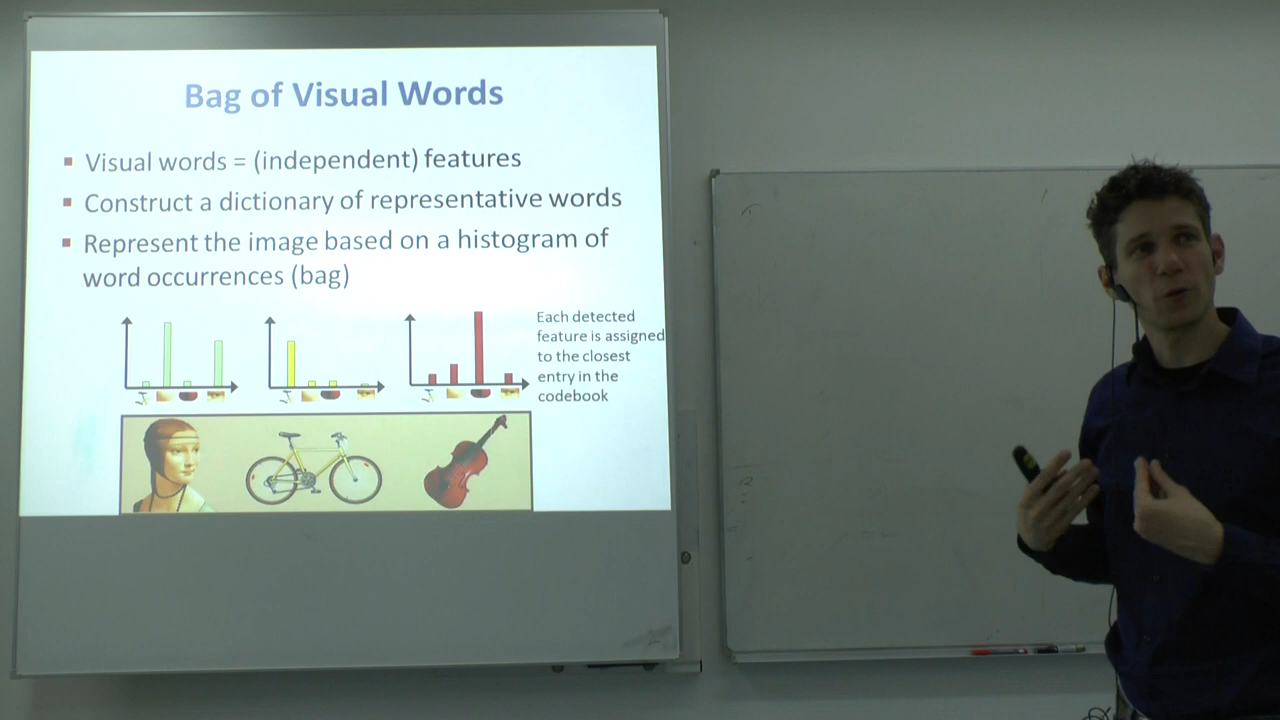 Bag of Visual Words
Visual words = (independent) features
Construct a dictionary of representative words
Represent the image based on a histogram of
word occurrences (bag)
Each detected
feature is assigned
to the closest
entry in the
codebook